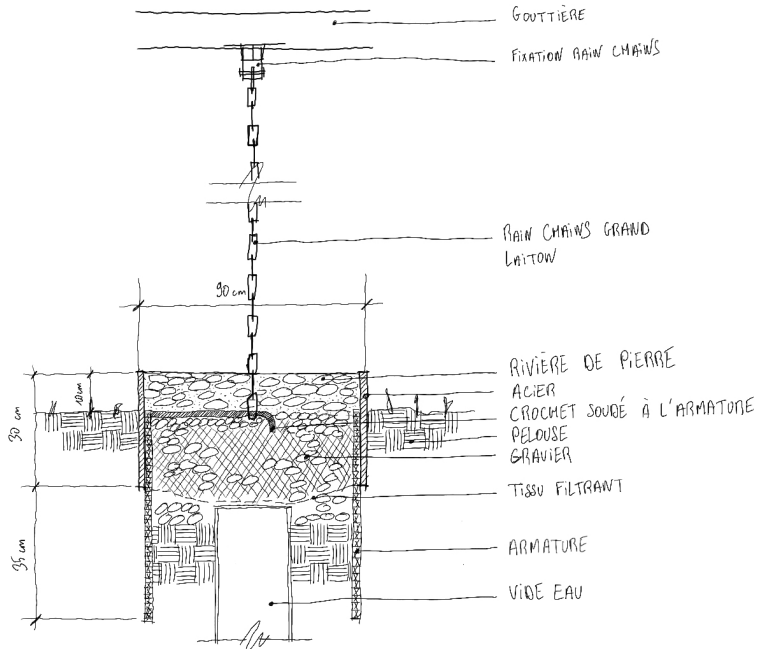 GOUTTIÈRE
FIXATION RAIN CHAINS
RAIN CHAINS GRAND
LAITON
90 cm
RIVIÈRE DE PIERRE
ACIER
CROCHET SOUDÉ À L'ARMATURE
PELOUSE
GRAVIER
TISSU FILTRANT
ARMATURE
VIDE EAU
10 cm
30 cm
35 cm